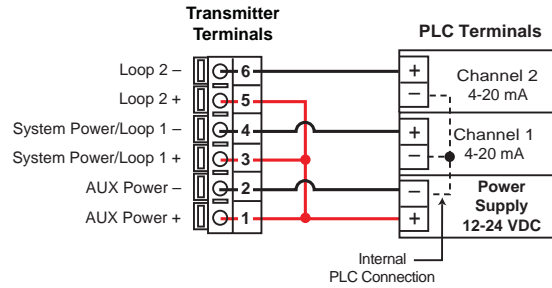 Transmitter
Terminals
PLC Terminals
Loop 2 –
6
+
Channel 2
Loop 2 +
5
–
4-20 mA
System Power/Loop 1 –
4
+
Channel 1
System Power/Loop 1 +
3
–
4-20 mA
AUX Power –
2
–
Power
Supply
AUX Power +
1
+
12-24 VDC
Internal
PLC Connection